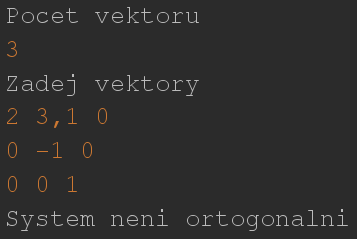 Pocet vektoru
3
Zadej vektory
2 3,1 0
0 -1 0
0 0 1
System neni ortogonalni